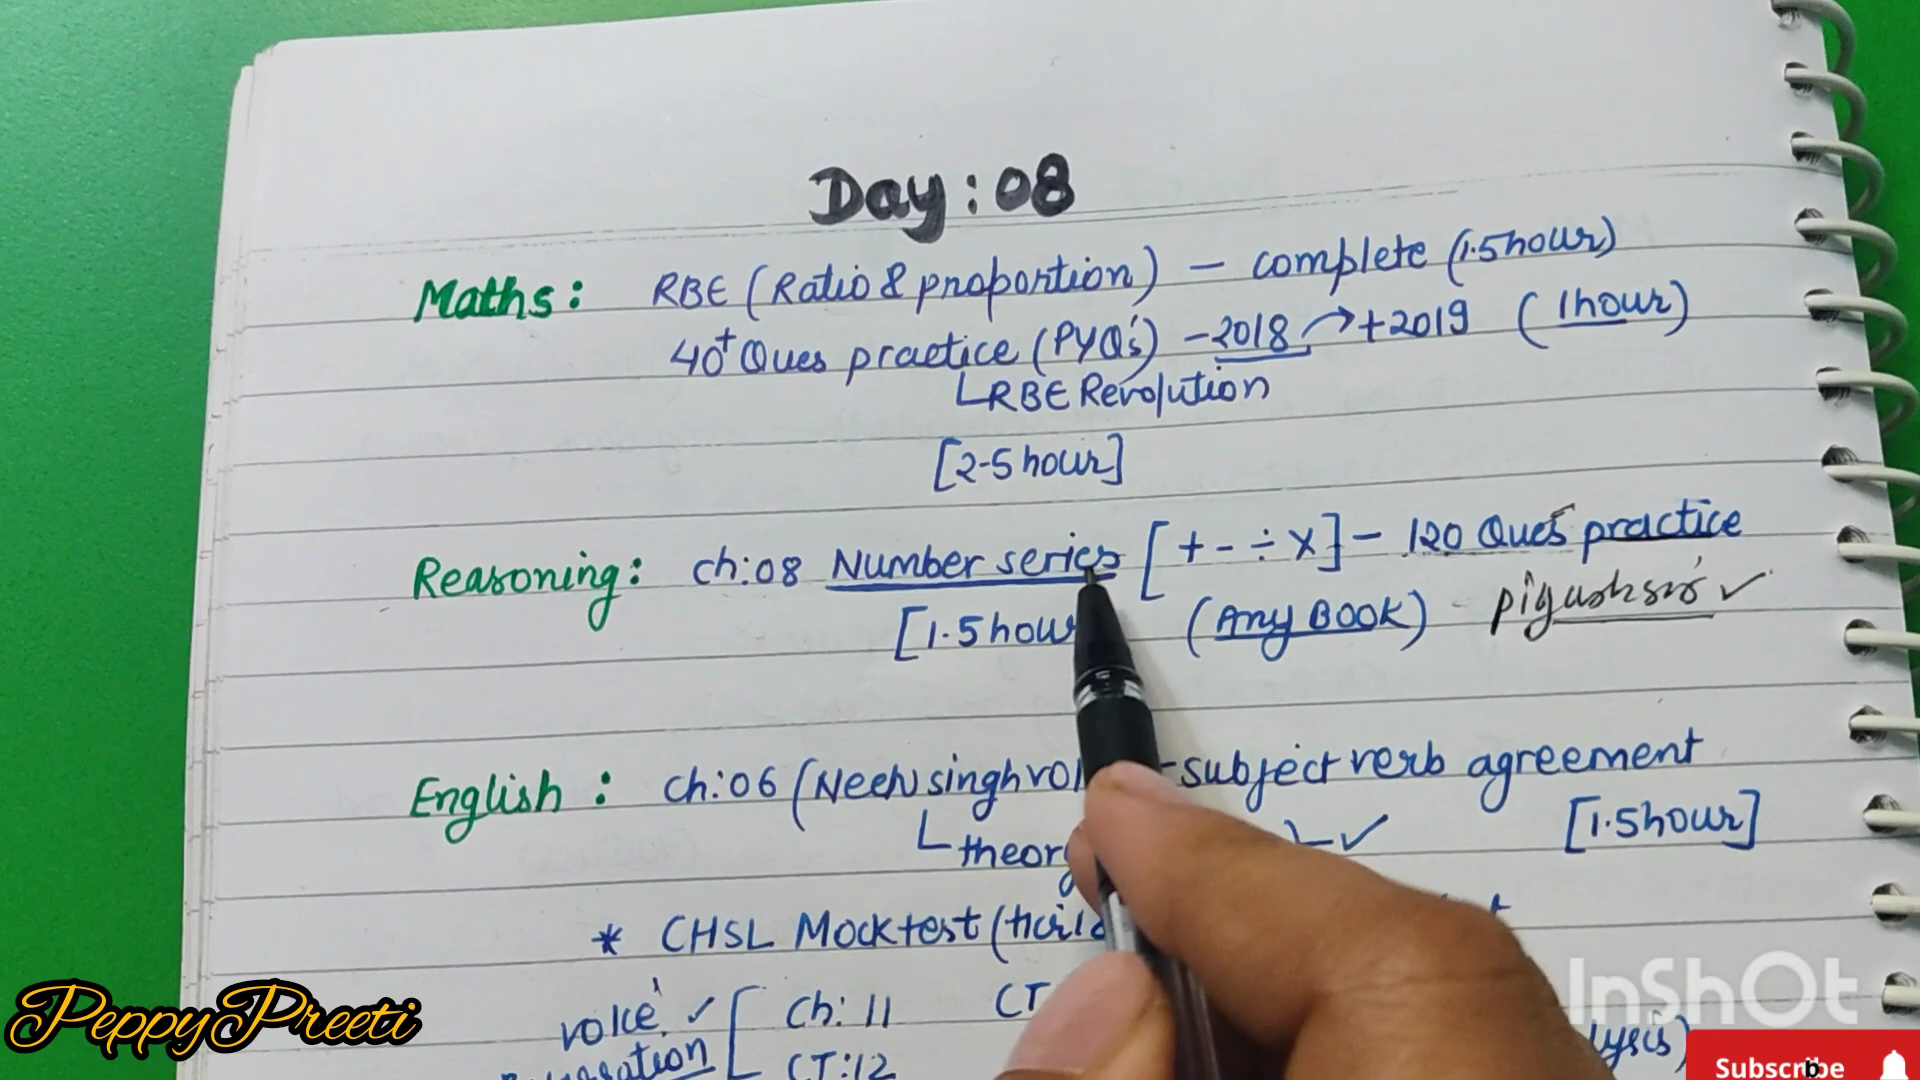 Day : 08
Maths : RBE (Ratio & proportion) - complete (1.5 hour)
40+ Ques practice (PYQ's) - 2018 → +2019 (1 hour)
RBE Revolution
[2-5 hour]
Reasoning : ch:08 Number series [+ - ÷ x] - 120 Ques practice
[1.5 hour (Any BOOK) - piyush sir's ✓
English : ch:06 (Neetu singh vol - subject verb agreement
theory ✓ [1.5 hour]
* CHSL Mock test
voice ✓ [ Ch: 11 CT
CT:12
PeppyPreeti
InShOt
Subscribe